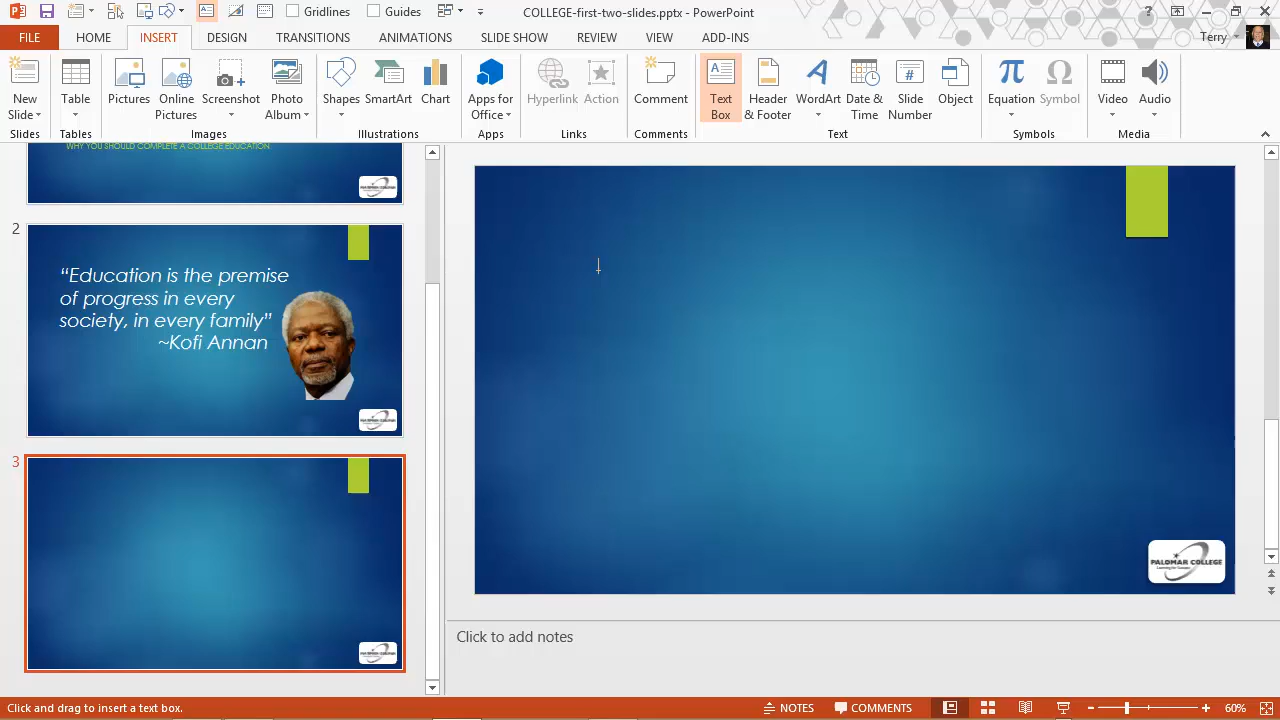 Gridlines
Guides
COLLEGE-first-two-slides.pptx - PowerPoint
?
FILE
HOME
INSERT
DESIGN
TRANSITIONS
ANIMATIONS
SLIDE SHOW
REVIEW
VIEW
ADD-INS
Terry
New
Slide
Table
Pictures
Online
Pictures
Screenshot
Photo
Album
Shapes
SmartArt
Chart
Apps for
Office
Hyperlink
Action
Comment
Text
Box
Header
& Footer
WordArt
Date &
Time
Slide
Number
Object
Equation
Symbol
Video
Audio
Slides
Tables
Images
Illustrations
Apps
Links
Comments
Text
Symbols
Media
WHY YOU SHOULD COMPLETE A COLLEGE EDUCATION
2
“Education is the premise
of progress in every
society, in every family”
~Kofi Annan
3
PALOMAR COLLEGE
Learning for Success
Click to add notes
Click and drag to insert a text box.
NOTES
COMMENTS
60%